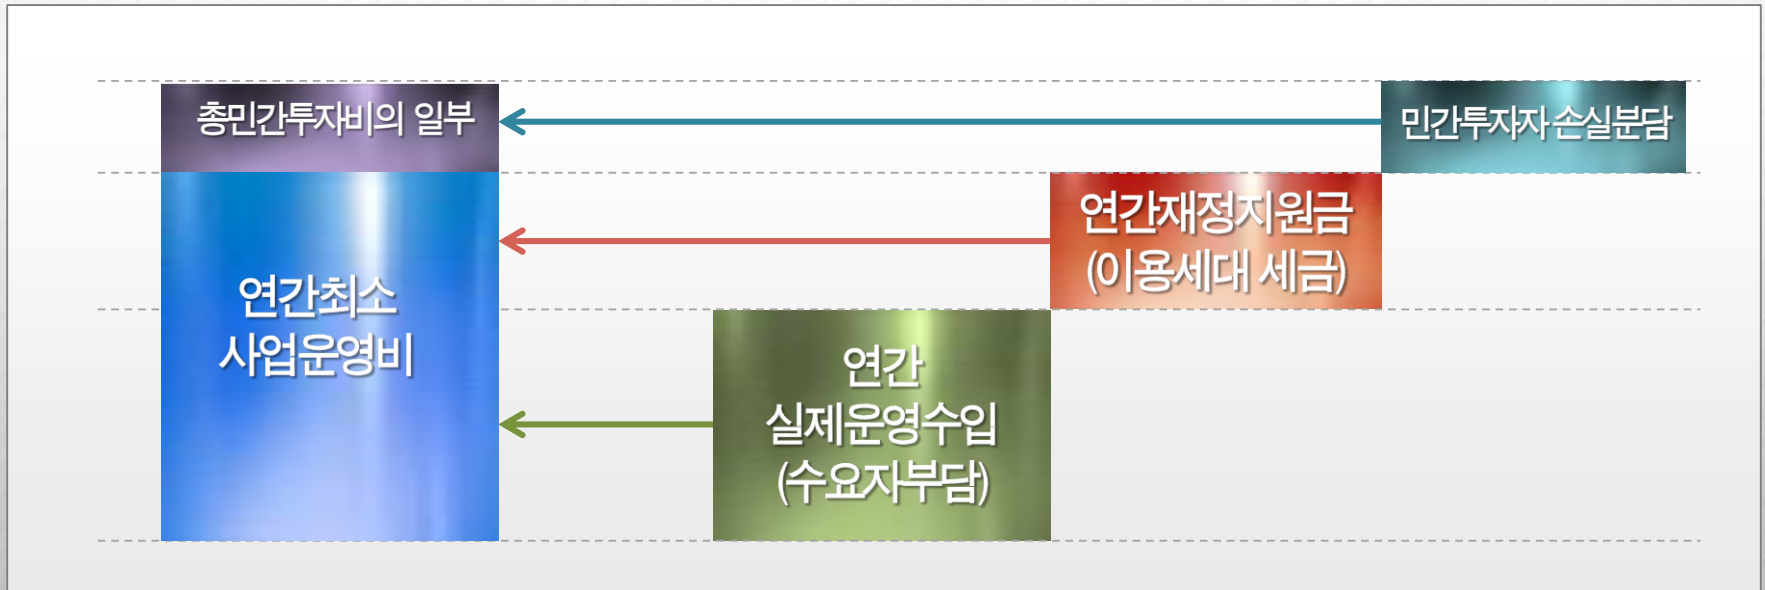 총민간투자비의 일부
민간투자자 손실분담
연간재정지원금
(이용세대 세금)
연간최소
사업운영비
연간
실제운영수입
(수요자부담)